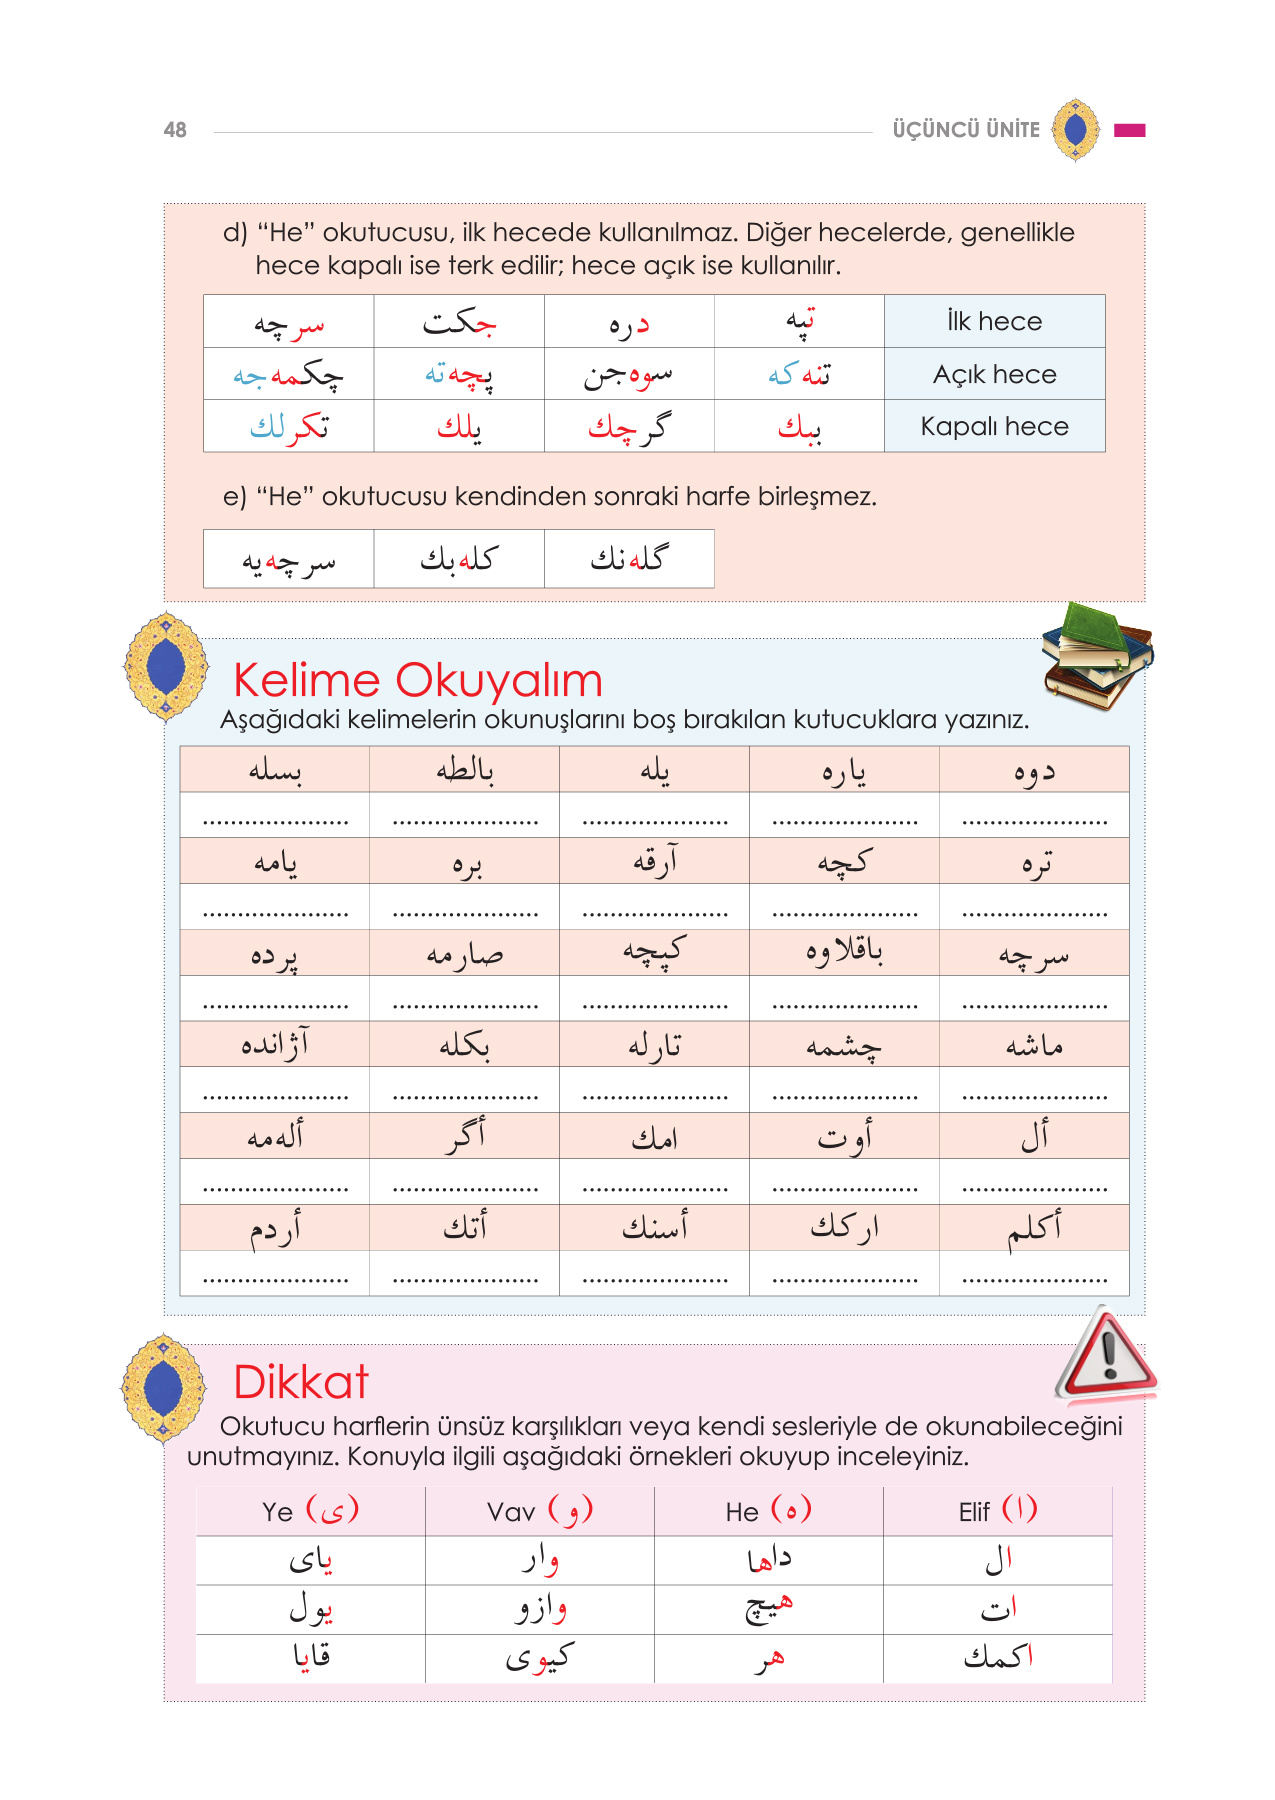 48
ÜÇÜNCÜ ÜNİTE
d) “He” okutucusu, ilk hecede kullanılmaz. Diğer hecelerde, genellikle
hece kapalı ise terk edilir; hece açık ise kullanılır.
İlk hece تپه دره جكت سرچه
Açık hece تنه‌كه سوه‌جن پچه‌ته چكمه‌جه
Kapalı hece ببك گرچك يلك تكرلك
e) “He” okutucusu kendinden sonraki harfe birleşmez.
گله‌نك كله‌بك سرچه‌يه
Kelime Okuyalım
Aşağıdaki kelimelerin okunuşlarını boş bırakılan kutucuklara yazınız.
دوه ياره يله بالطه بسله
..................... ..................... ..................... ..................... .....................
تره كچه آرقه بره يامه
..................... ..................... ..................... ..................... .....................
سرچه باقلاوه كپچه صارمه پرده
..................... ..................... ..................... ..................... .....................
ماشه چشمه تارله بكله آژانده
..................... ..................... ..................... ..................... .....................
أل أوت امك أگر أله‌مه
..................... ..................... ..................... ..................... .....................
أكلم اركك أسنك أتك أردم
..................... ..................... ..................... ..................... .....................
Dikkat
Okutucu harflerin ünsüz karşılıkları veya kendi sesleriyle de okunabileceğini
unutmayınız. Konuyla ilgili aşağıdaki örnekleri okuyup inceleyiniz.
Ye (ى) Vav (و) He (ه) Elif (ا)
ال داها وار ياى
ات هيچ وازو يول
اكمك هر كيوى قايا